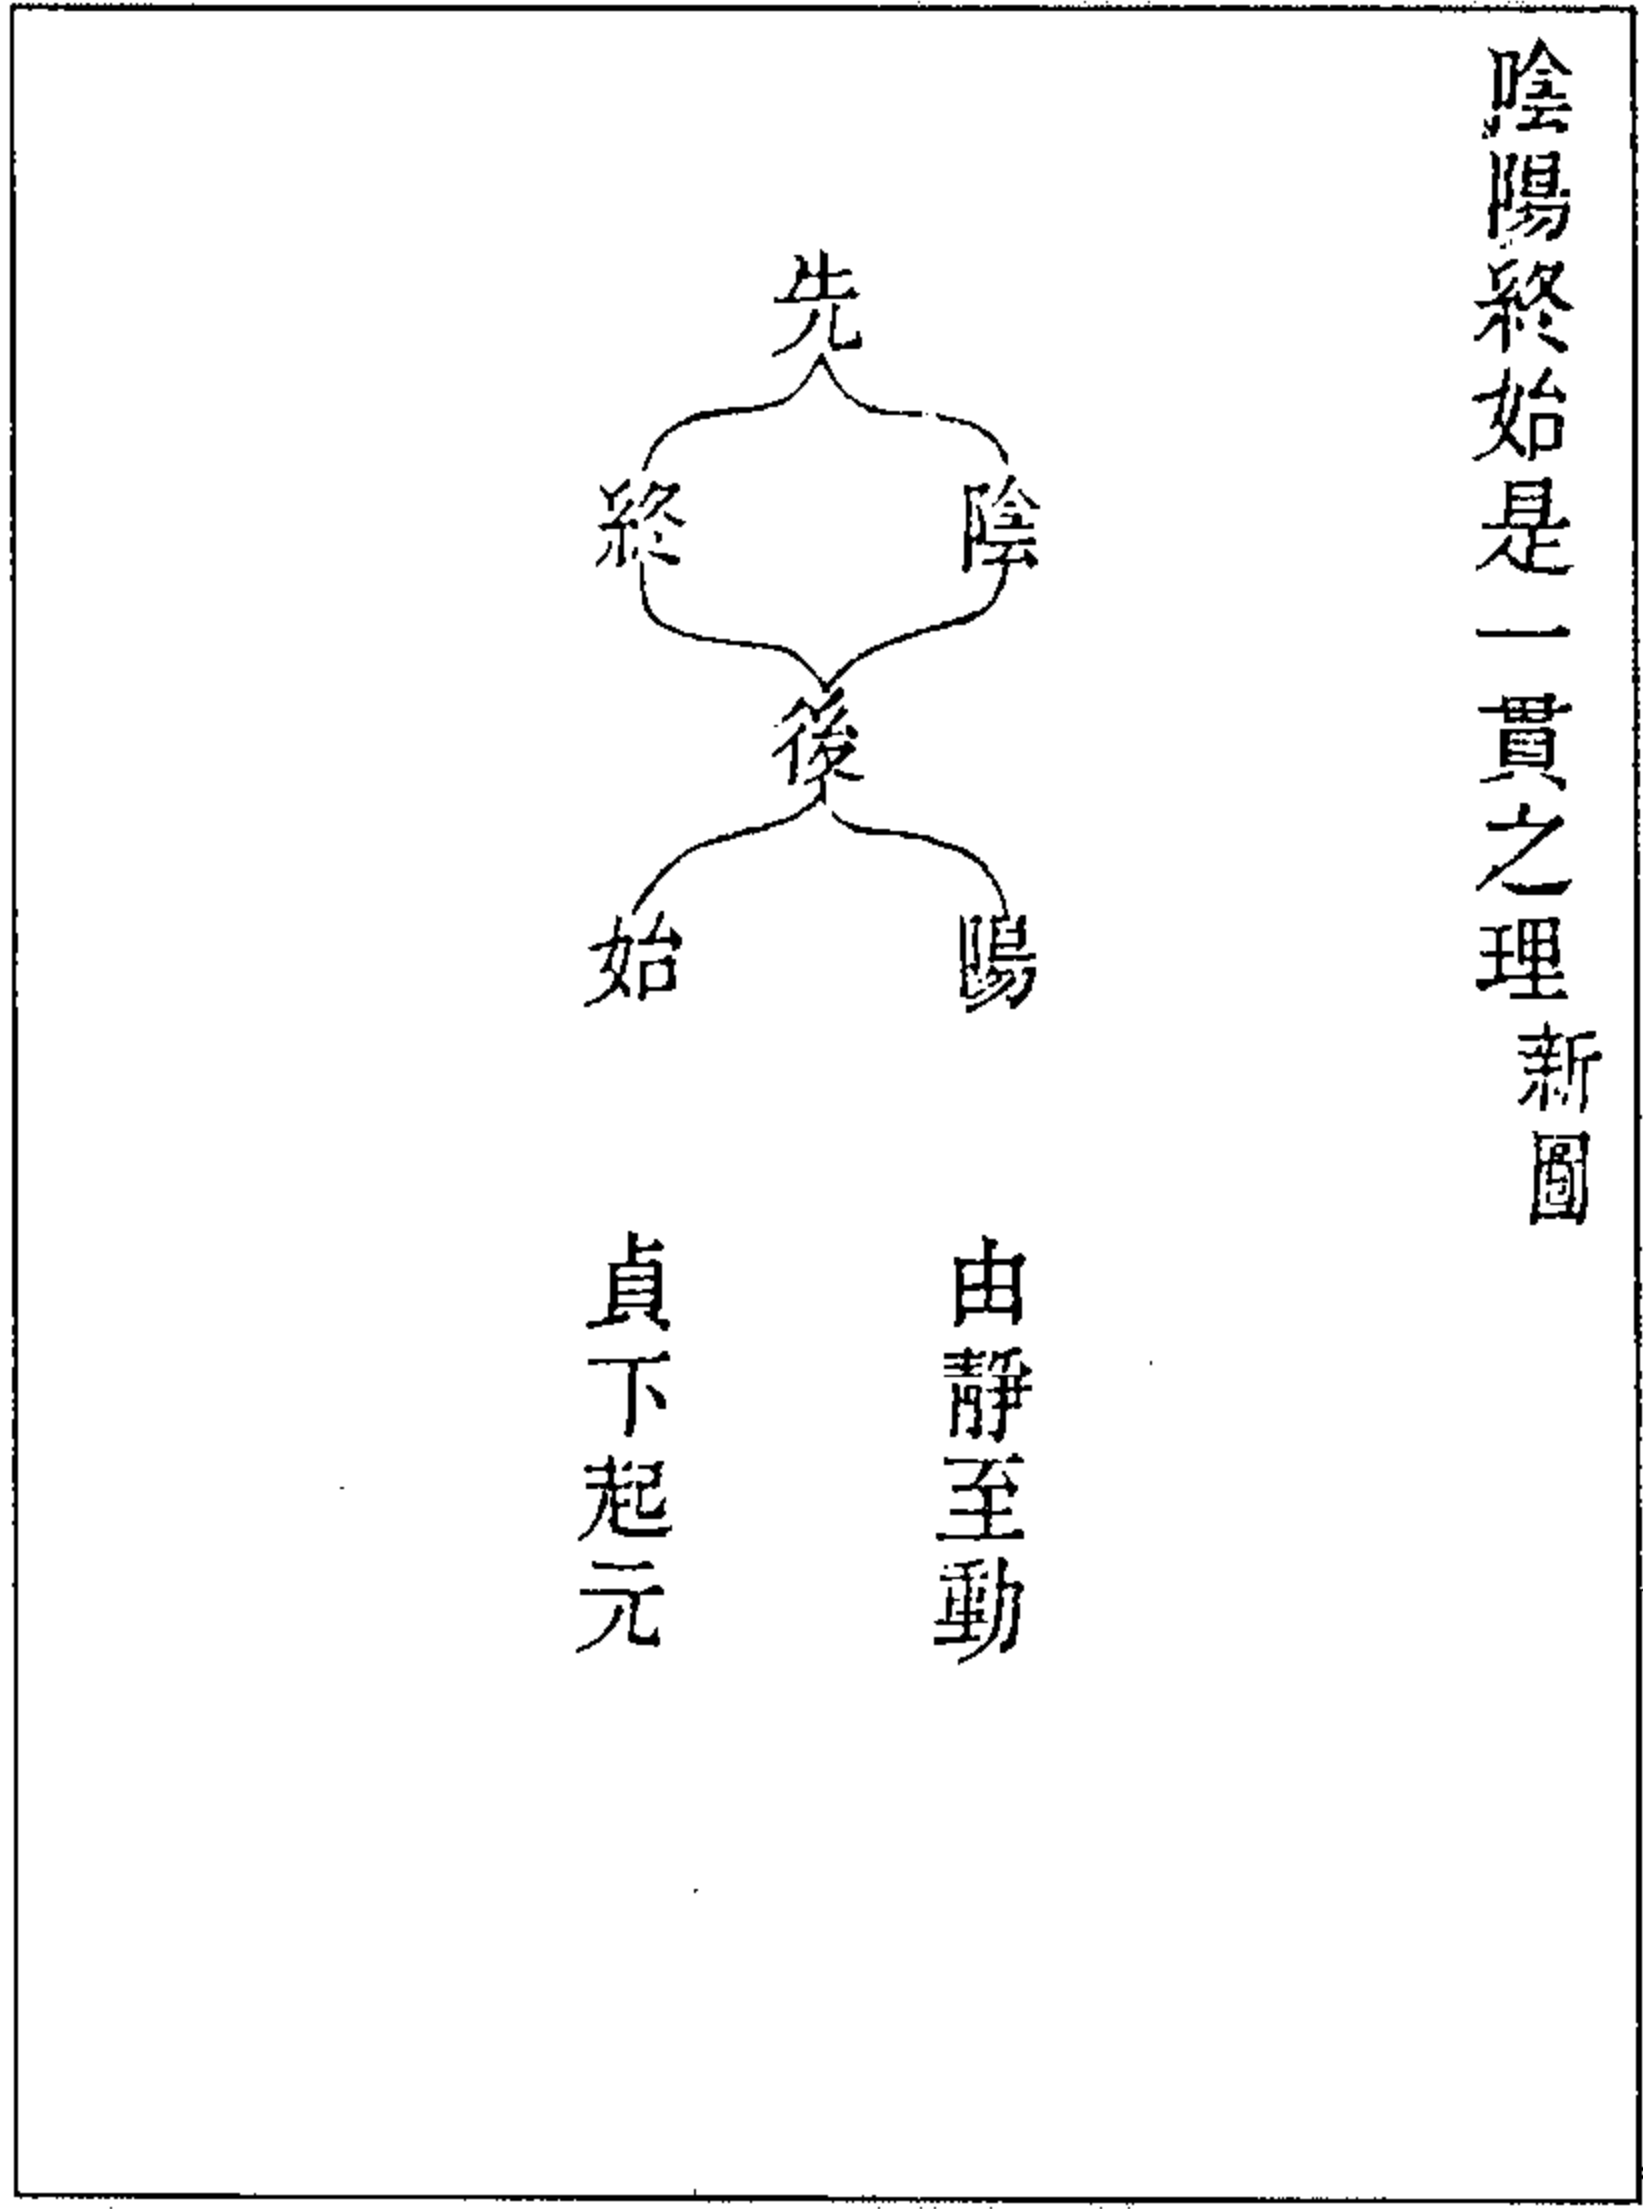 陰陽終始是一貫之理新圖
先
陰
終
後
陽
始
由靜至動
貞下起元